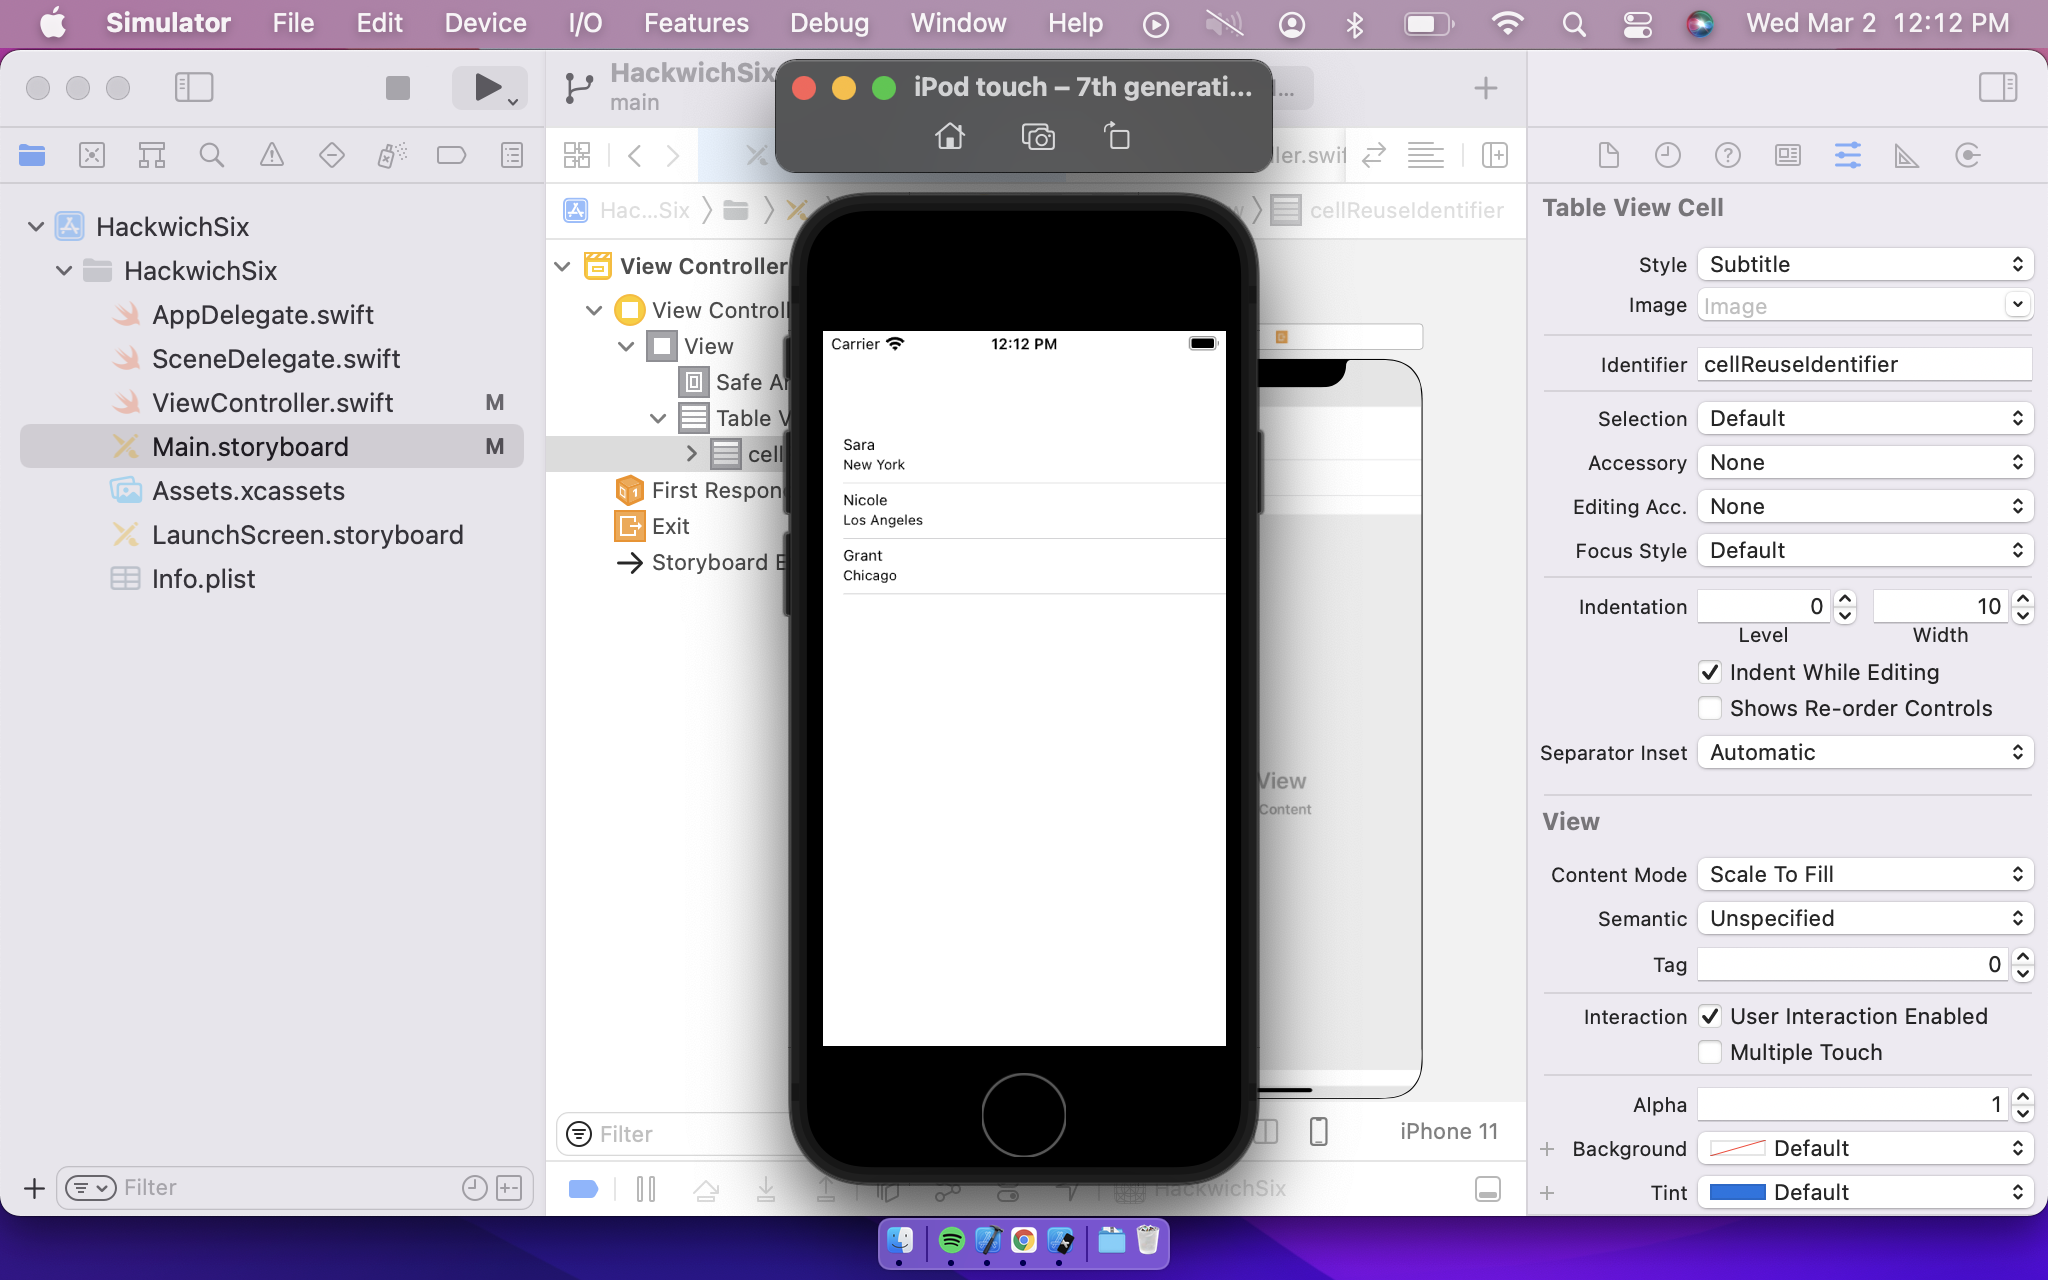 Simulator File Edit Device I/O Features Debug Window Help Wed Mar 2 12:12 PM
HackwichSix
main
iPod touch – 7th generati...
...
ler.swif
HackwichSix
HackwichSix
AppDelegate.swift
SceneDelegate.swift
ViewController.swift M
Main.storyboard M
Assets.xcassets
LaunchScreen.storyboard
Info.plist
Filter
Hac...Six
cellReuseIdentifier
View Controller
View Controll
View
Safe Ar
Table V
cell
First Respon
Exit
Storyboard E
Filter
Carrier 12:12 PM
Sara
New York
Nicole
Los Angeles
Grant
Chicago
View
Content
iPhone 11
HackwichSix
Table View Cell
Style Subtitle
Image Image
Identifier cellReuseIdentifier
Selection Default
Accessory None
Editing Acc. None
Focus Style Default
Indentation 0 10
Level Width
Indent While Editing
Shows Re-order Controls
Separator Inset Automatic
View
Content Mode Scale To Fill
Semantic Unspecified
Tag 0
Interaction User Interaction Enabled
Multiple Touch
Alpha 1
Background Default
Tint Default